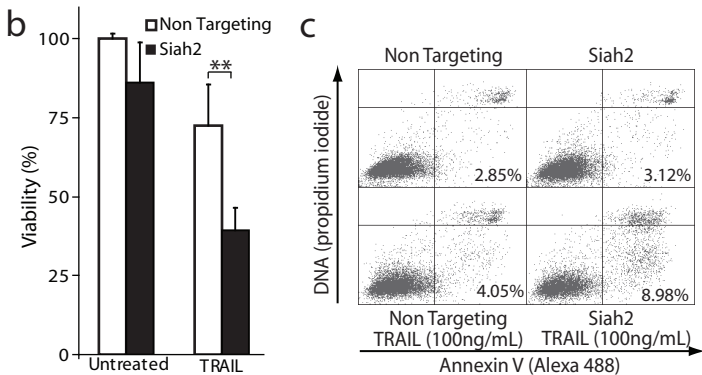 b
Viability (%)
100
75
50
25
0
Non Targeting
Siah2
**
Untreated
TRAIL
c
Non Targeting
Siah2
DNA (propidium iodide)
2.85%
3.12%
4.05%
8.98%
Non Targeting
TRAIL (100ng/mL)
Siah2
TRAIL (100ng/mL)
Annexin V (Alexa 488)